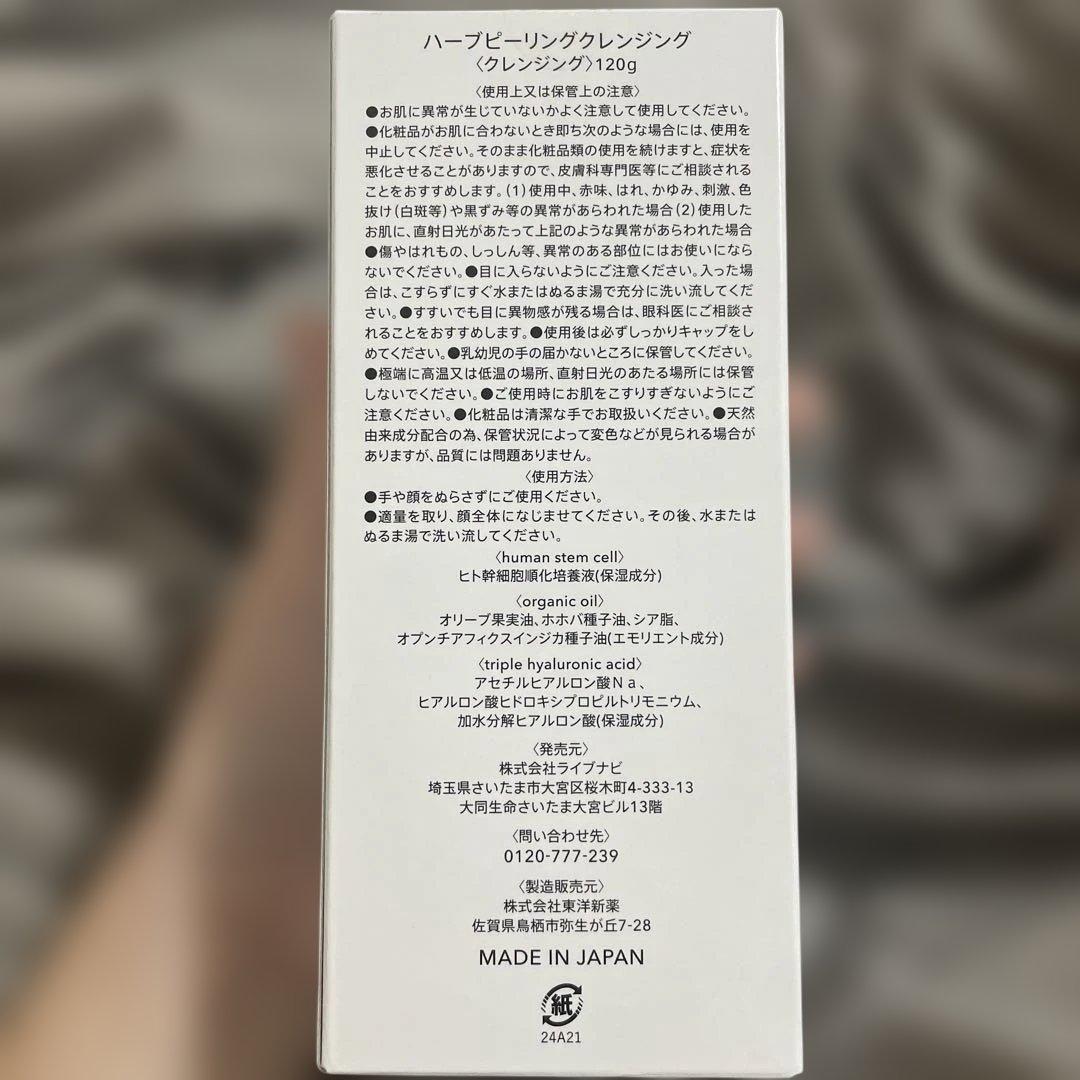 ハーブピーリングクレンジング
〈クレンジング〉120g
〈使用上又は保管上の注意〉
●お肌に異常が生じていないかよく注意して使用してください。
●化粧品がお肌に合わないとき即ち次のような場合には、使用を
中止してください。そのまま化粧品類の使用を続けますと、症状を
悪化させることがありますので、皮膚科専門医等にご相談される
ことをおすすめします。(1)使用中、赤味、はれ、かゆみ、刺激、色
抜け(白斑等)や黒ずみ等の異常があらわれた場合(2)使用した
お肌に、直射日光があたって上記のような異常があらわれた場合
●傷やはれもの、しっしん等、異常のある部位にはお使いになら
ないでください。●目に入らないようにご注意ください。入った場
合は、こすらずにすぐ水またはぬるま湯で充分に洗い流してくだ
さい。●すすいでも目に異物感が残る場合は、眼科医にご相談さ
れることをおすすめします。●使用後は必ずしっかりキャップをし
めてください。●乳幼児の手の届かないところに保管してください。
●極端に高温又は低温の場所、直射日光のあたる場所には保管
しないでください。●ご使用時にお肌をこすりすぎないようにご
注意ください。●化粧品は清潔な手でお取扱いください。●天然
由来成分配合の為、保管状況によって変色などが見られる場合が
ありますが、品質には問題ありません。
〈使用方法〉
●手や顔をぬらさずにご使用ください。
●適量を取り、顔全体になじませてください。その後、水または
ぬるま湯で洗い流してください。
〈human stem cell〉
ヒト幹細胞順化培養液(保湿成分)
〈organic oil〉
オリーブ果実油、ホホバ種子油、シア脂、
オプンチアフィクスインジカ種子油(エモリエント成分)
〈triple hyaluronic acid〉
アセチルヒアルロン酸Ｎａ、
ヒアルロン酸ヒドロキシプロピルトリモニウム、
加水分解ヒアルロン酸(保湿成分)
〈発売元〉
株式会社ライブナビ
埼玉県さいたま市大宮区桜木町4-333-13
大同生命さいたま大宮ビル13階
〈問い合わせ先〉
0120-777-239
〈製造販売元〉
株式会社東洋新薬
佐賀県鳥栖市弥生が丘7-28
MADE IN JAPAN
紙
24A21